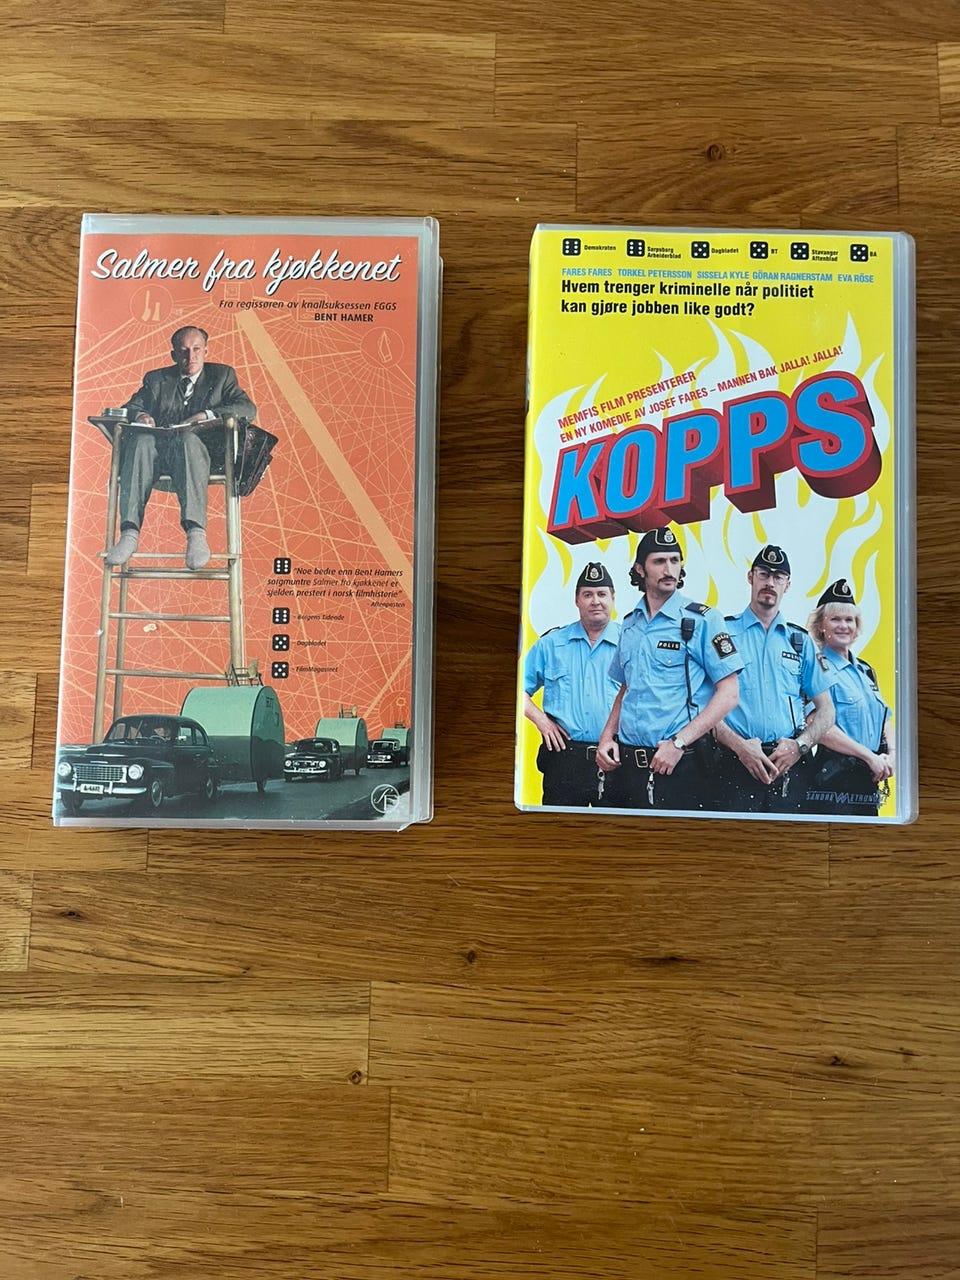 Salmer fra kjøkkenet
Fra regissøren av knallsuksessen EGGS
BENT HAMER
"Noe bedre enn Bent Hamers
sorgmuntre Salmer fra kjøkkenet er
sjelden prestert i norsk filmhistorie"
- Aftenposten
- Bergens Tidende
- Dagbladet
- FilmMagasinet
Demokraten
Sarpsborg
Arbeiderblad
Dagbladet
BT
Stavanger
Aftenblad
BA
FARES FARES TORKEL PETERSSON SISSELA KYLE GÖRAN RAGNERSTAM EVA RÖSE
Hvem trenger kriminelle når politiet
kan gjøre jobben like godt?
MEMFIS FILM PRESENTERER
EN NY KOMEDIE AV JOSEF FARES – MANNEN BAK JALLA! JALLA!
KOPPS
POLIS
POLIS
SANDREW METRONOME